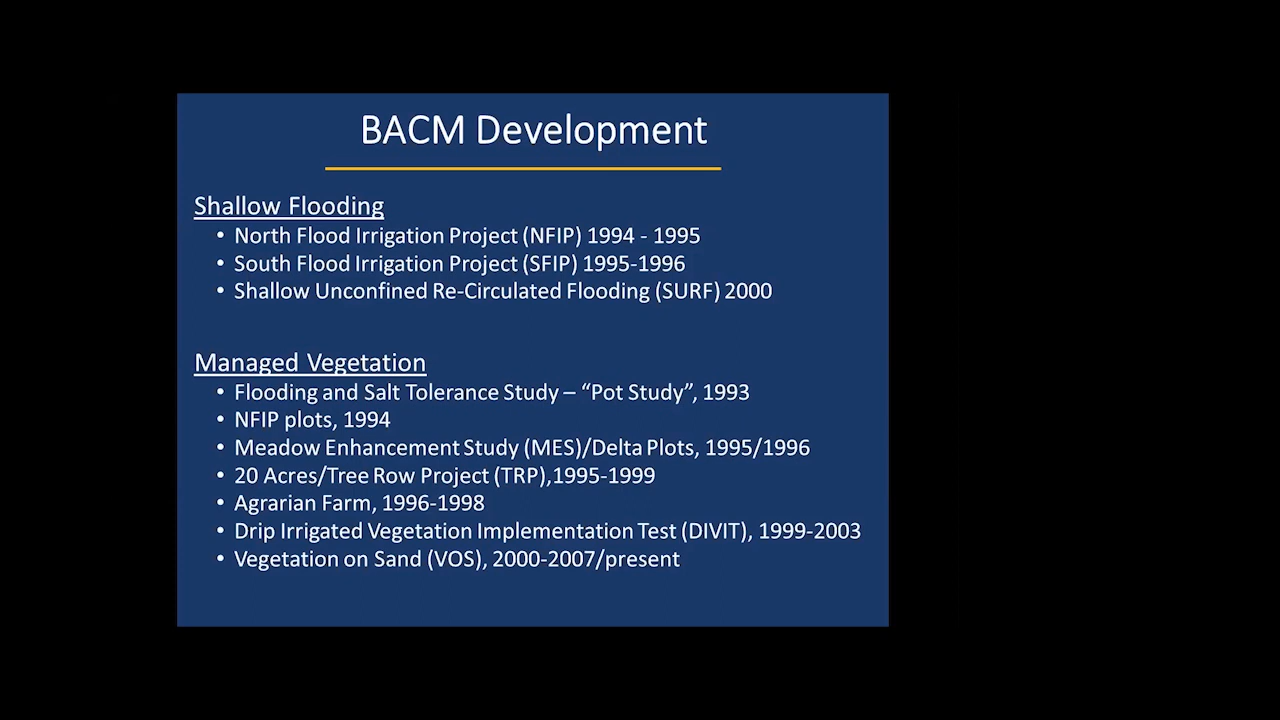 BACM Development
Shallow Flooding
• North Flood Irrigation Project (NFIP) 1994 - 1995
• South Flood Irrigation Project (SFIP) 1995-1996
• Shallow Unconfined Re-Circulated Flooding (SURF) 2000
Managed Vegetation
• Flooding and Salt Tolerance Study – “Pot Study”, 1993
• NFIP plots, 1994
• Meadow Enhancement Study (MES)/Delta Plots, 1995/1996
• 20 Acres/Tree Row Project (TRP),1995-1999
• Agrarian Farm, 1996-1998
• Drip Irrigated Vegetation Implementation Test (DIVIT), 1999-2003
• Vegetation on Sand (VOS), 2000-2007/present